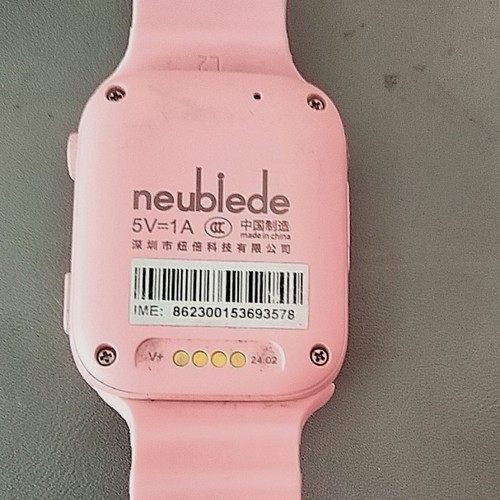 neublede
5V⎓1A CCC 中国制造
made in china
深圳市纽倍科技有限公司
IME: 862300153693578
V+ 24.02